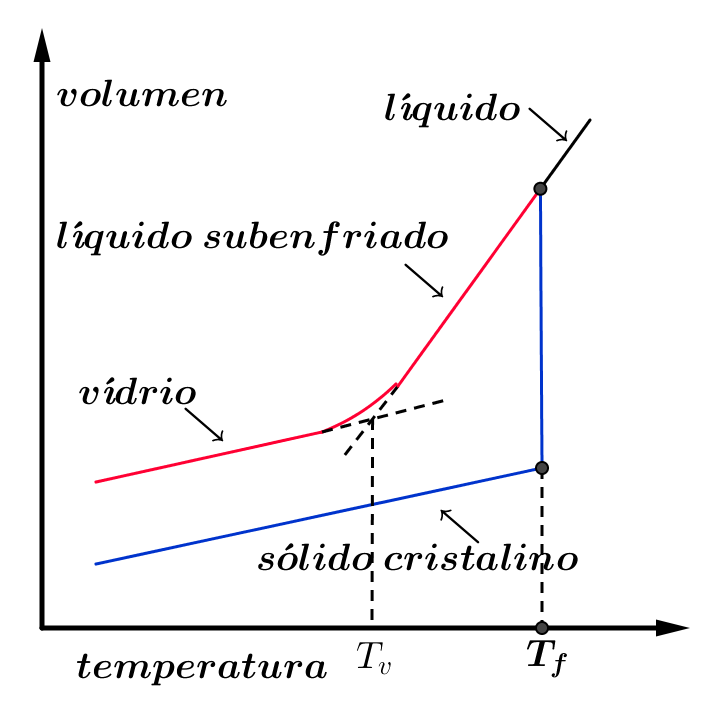 volumen
líquido
líquido subenfriado
vídrio
sólido cristalino
T_v
T_f
temperatura